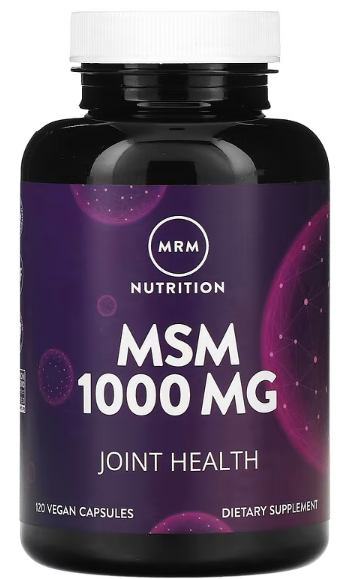 MRM
NUTRITION
MSM
1000 MG
JOINT HEALTH
120 VEGAN CAPSULES
DIETARY SUPPLEMENT